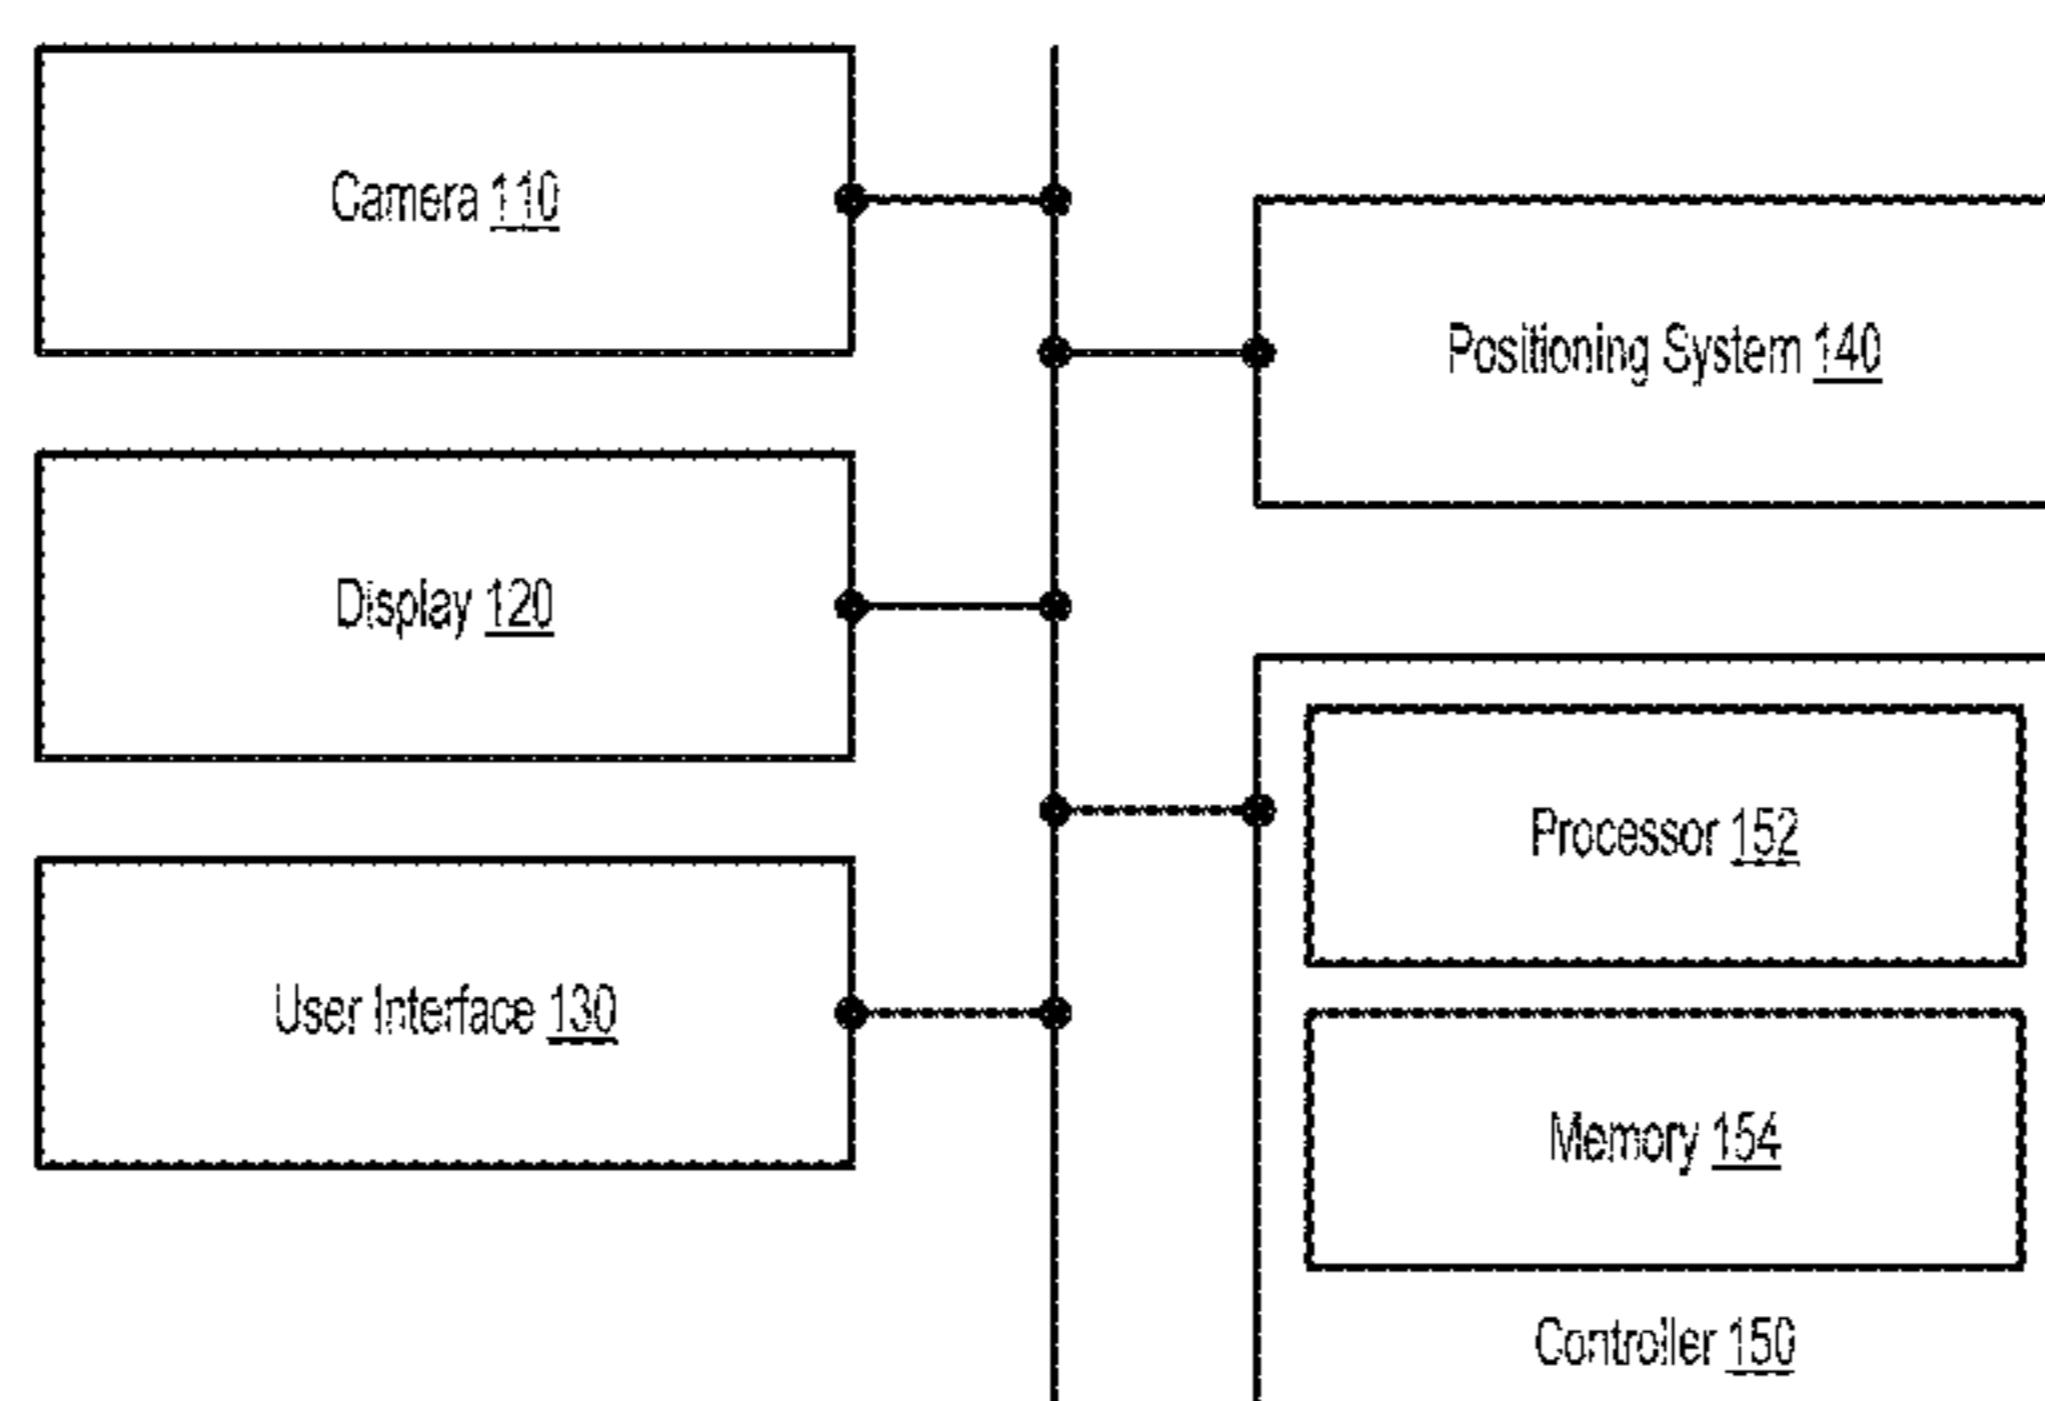 Camera 110
Positioning System 140
Display 120
Processor 152
User Interface 130
Memory 154
Controller 150